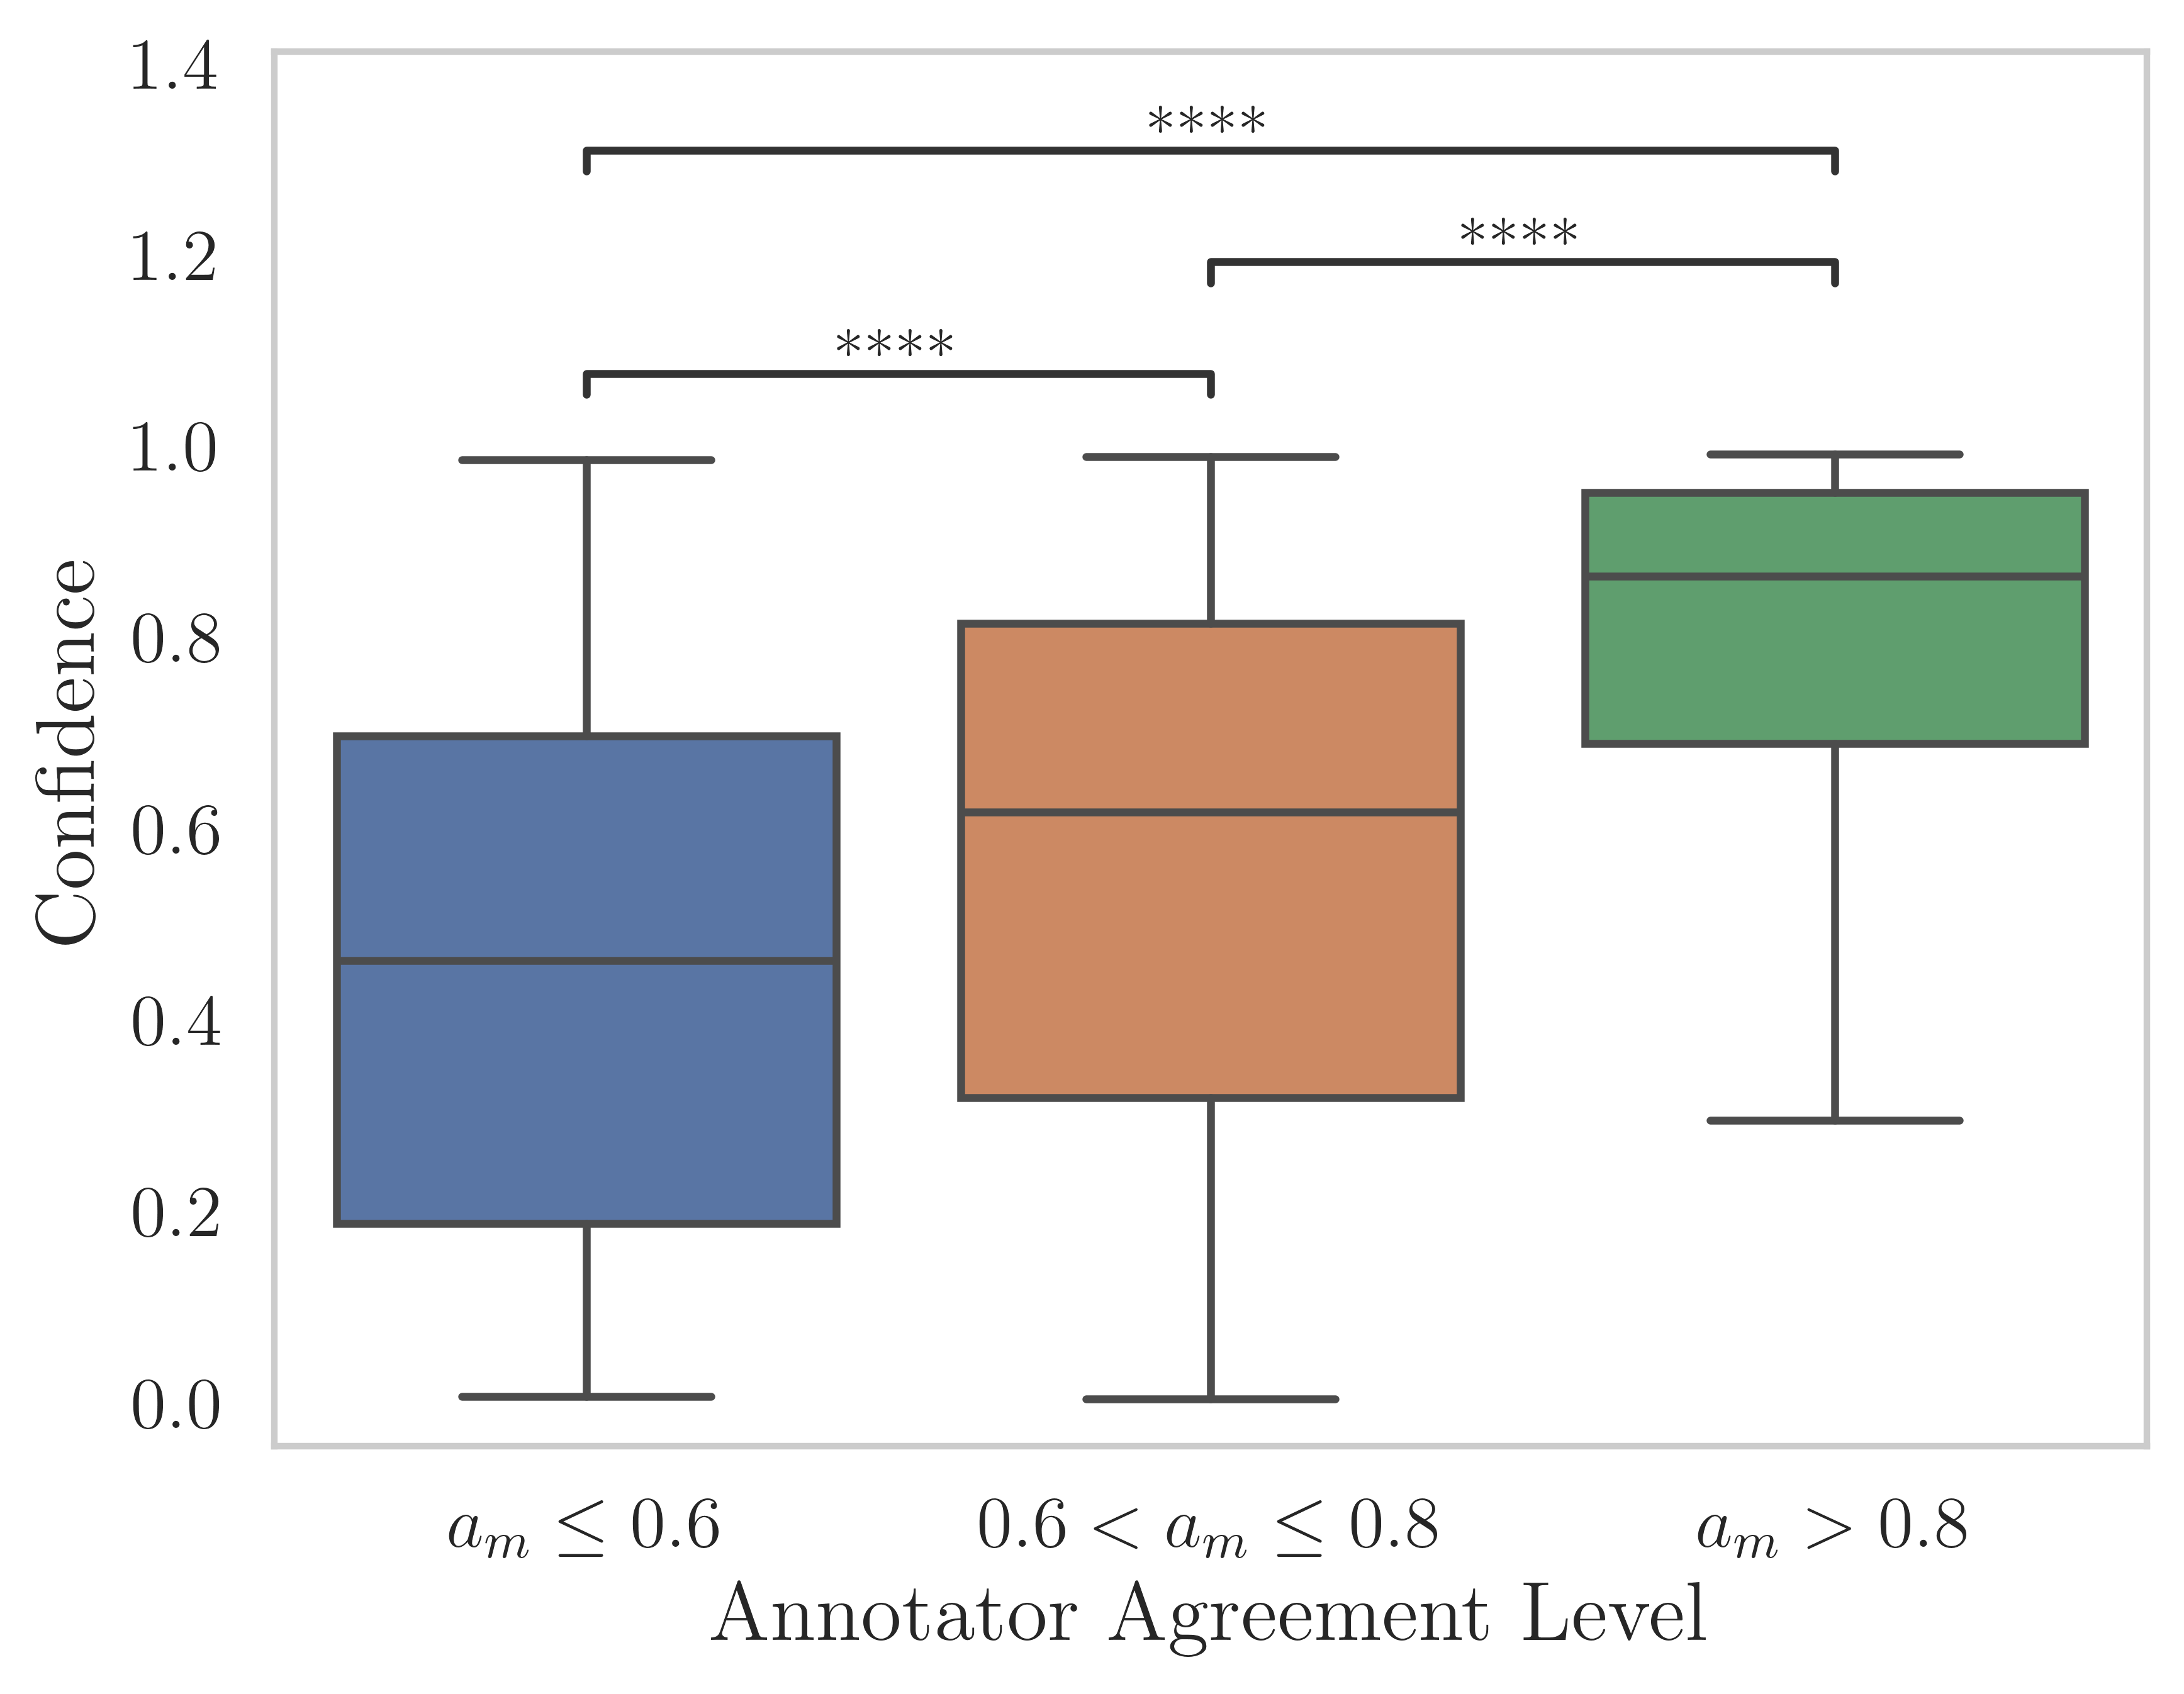 1.4
****
1.2
****
****
1.0
0.8
0.6
0.4
0.2
0.0
Confidence
a_m ≤ 0.6
0.6 < a_m ≤ 0.8
a_m > 0.8
Annotator Agreement Level